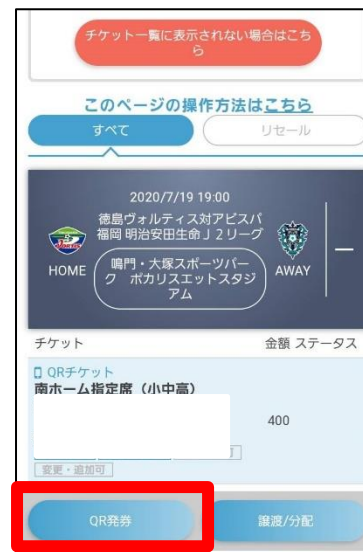 チケット一覧に表示されない場合はこち
ら
このページの操作方法はこちら
すべて
リセール
2020/7/19 19:00
徳島ヴォルティス対アビスパ
福岡 明治安田生命Ｊ２リーグ
HOME
鳴門・大塚スポーツパー
ク　ポカリスエットスタジ
アム
AWAY
チケット
金額 ステータス
QRチケット
南ホーム指定席（小中高）
400
変更・追加可
QR発券
譲渡/分配